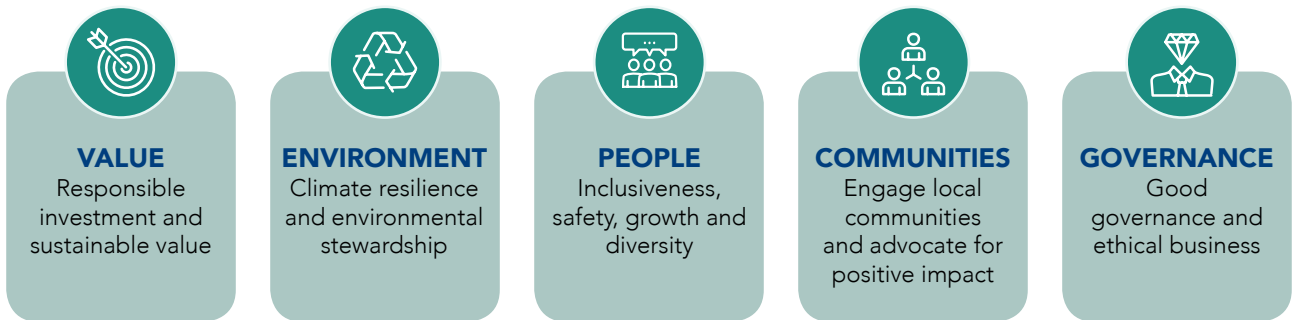 VALUE
Responsible
investment and
sustainable value
ENVIRONMENT
Climate resilience
and environmental
stewardship
PEOPLE
Inclusiveness,
safety, growth and
diversity
COMMUNITIES
Engage local
communities
and advocate for
positive impact
GOVERNANCE
Good
governance and
ethical business